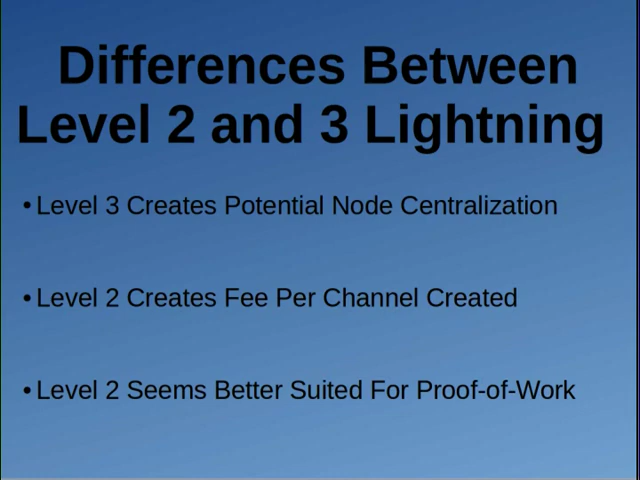 Differences Between
Level 2 and 3 Lightning
• Level 3 Creates Potential Node Centralization
• Level 2 Creates Fee Per Channel Created
• Level 2 Seems Better Suited For Proof-of-Work